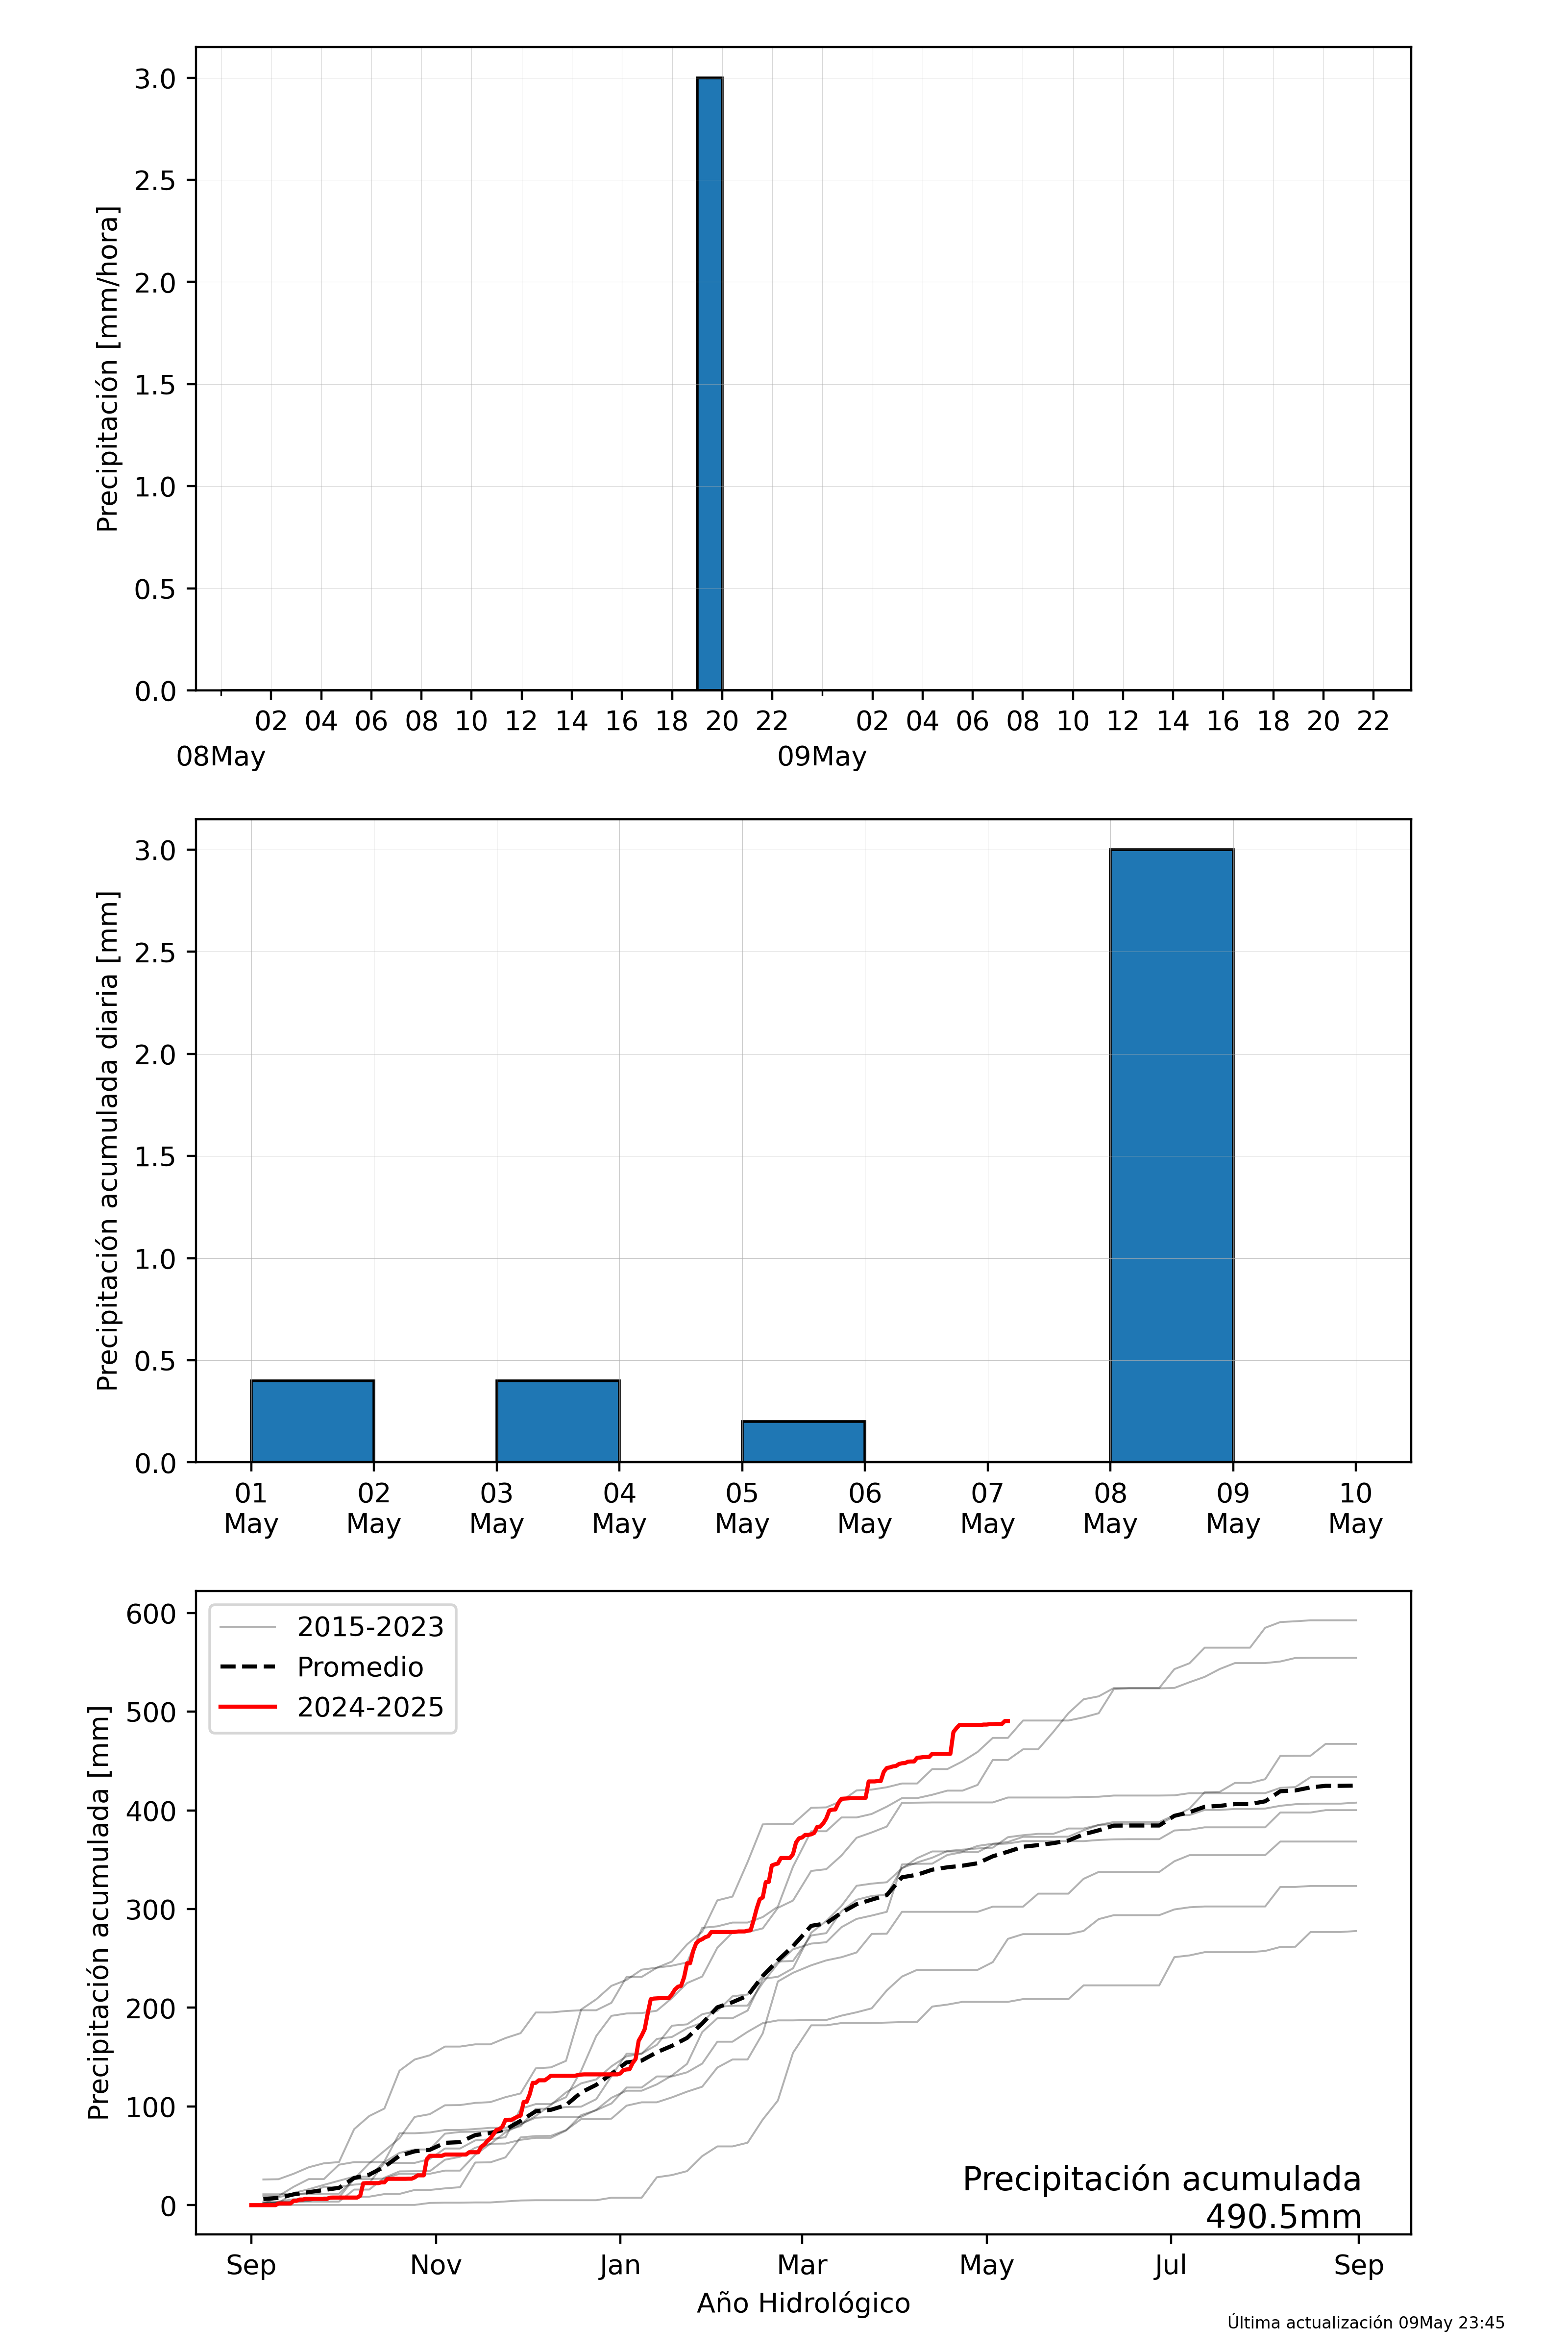 Precipitación [mm/hora]
3.0
2.5
2.0
1.5
1.0
0.5
0.0
02 04 06 08 10 12 14 16 18 20 22 02 04 06 08 10 12 14 16 18 20 22
08May 09May
Precipitación acumulada diaria [mm]
3.0
2.5
2.0
1.5
1.0
0.5
0.0
01 02 03 04 05 06 07 08 09 10
May May May May May May May May May May
Precipitación acumulada [mm]
600
500
400
300
200
100
0
2015-2023
Promedio
2024-2025
Precipitación acumulada
490.5mm
Sep Nov Jan Mar May Jul Sep
Año Hidrológico
Última actualización 09May 23:45